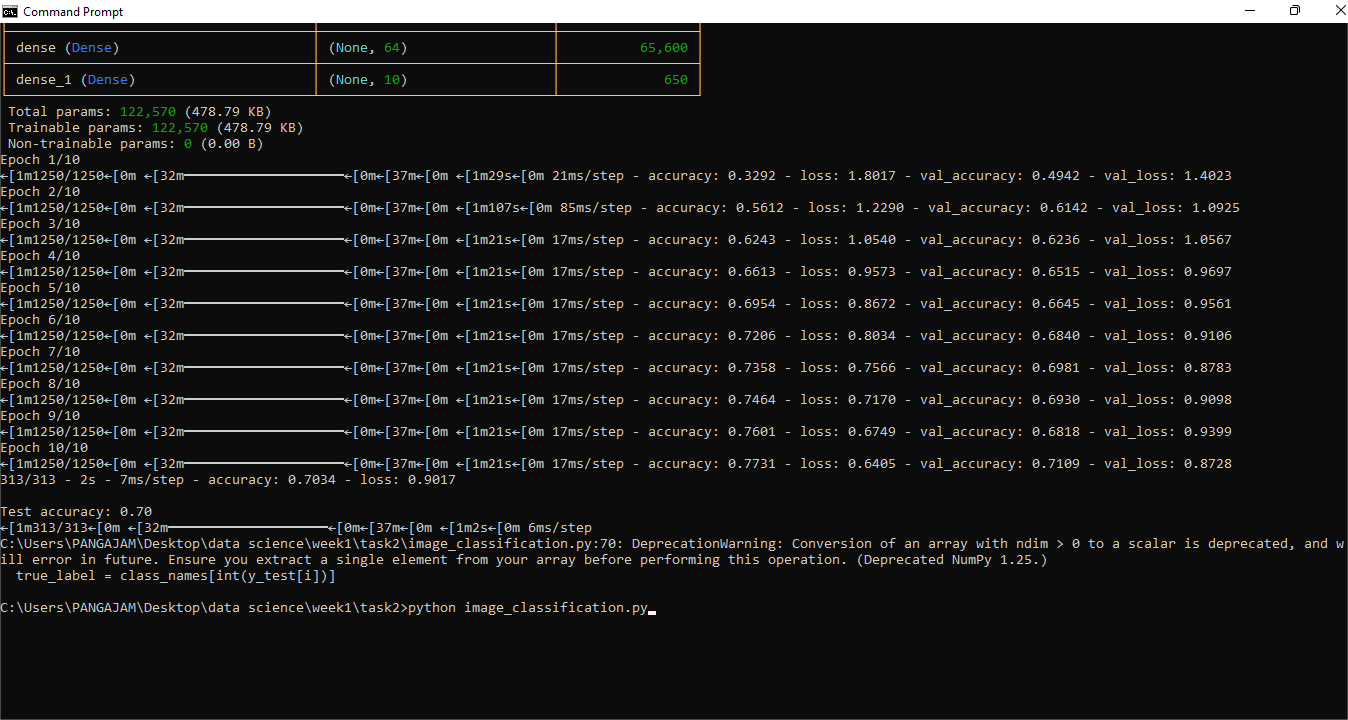 Command Prompt
dense (Dense) (None, 64) 65,600
dense_1 (Dense) (None, 10) 650
Total params: 122,570 (478.79 KB)
Trainable params: 122,570 (478.79 KB)
Non-trainable params: 0 (0.00 B)
Epoch 1/10
←[1m1250/1250←[0m ←[32m━━━━━━━━━━━━━━━━━━━━←[0m←[37m←[0m ←[1m29s←[0m 21ms/step - accuracy: 0.3292 - loss: 1.8017 - val_accuracy: 0.4942 - val_loss: 1.4023
Epoch 2/10
←[1m1250/1250←[0m ←[32m━━━━━━━━━━━━━━━━━━━━←[0m←[37m←[0m ←[1m107s←[0m 85ms/step - accuracy: 0.5612 - loss: 1.2290 - val_accuracy: 0.6142 - val_loss: 1.0925
Epoch 3/10
←[1m1250/1250←[0m ←[32m━━━━━━━━━━━━━━━━━━━━←[0m←[37m←[0m ←[1m21s←[0m 17ms/step - accuracy: 0.6243 - loss: 1.0540 - val_accuracy: 0.6236 - val_loss: 1.0567
Epoch 4/10
←[1m1250/1250←[0m ←[32m━━━━━━━━━━━━━━━━━━━━←[0m←[37m←[0m ←[1m21s←[0m 17ms/step - accuracy: 0.6613 - loss: 0.9573 - val_accuracy: 0.6515 - val_loss: 0.9697
Epoch 5/10
←[1m1250/1250←[0m ←[32m━━━━━━━━━━━━━━━━━━━━←[0m←[37m←[0m ←[1m21s←[0m 17ms/step - accuracy: 0.6954 - loss: 0.8672 - val_accuracy: 0.6645 - val_loss: 0.9561
Epoch 6/10
←[1m1250/1250←[0m ←[32m━━━━━━━━━━━━━━━━━━━━←[0m←[37m←[0m ←[1m21s←[0m 17ms/step - accuracy: 0.7206 - loss: 0.8034 - val_accuracy: 0.6840 - val_loss: 0.9106
Epoch 7/10
←[1m1250/1250←[0m ←[32m━━━━━━━━━━━━━━━━━━━━←[0m←[37m←[0m ←[1m21s←[0m 17ms/step - accuracy: 0.7358 - loss: 0.7566 - val_accuracy: 0.6981 - val_loss: 0.8783
Epoch 8/10
←[1m1250/1250←[0m ←[32m━━━━━━━━━━━━━━━━━━━━←[0m←[37m←[0m ←[1m21s←[0m 17ms/step - accuracy: 0.7464 - loss: 0.7170 - val_accuracy: 0.6930 - val_loss: 0.9098
Epoch 9/10
←[1m1250/1250←[0m ←[32m━━━━━━━━━━━━━━━━━━━━←[0m←[37m←[0m ←[1m21s←[0m 17ms/step - accuracy: 0.7601 - loss: 0.6749 - val_accuracy: 0.6818 - val_loss: 0.9399
Epoch 10/10
←[1m1250/1250←[0m ←[32m━━━━━━━━━━━━━━━━━━━━←[0m←[37m←[0m ←[1m21s←[0m 17ms/step - accuracy: 0.7731 - loss: 0.6405 - val_accuracy: 0.7109 - val_loss: 0.8728
313/313 - 2s - 7ms/step - accuracy: 0.7034 - loss: 0.9017
Test accuracy: 0.70
←[1m313/313←[0m ←[32m━━━━━━━━━━━━━━━━━━━━←[0m←[37m←[0m ←[1m2s←[0m 6ms/step
C:\Users\PANGAJAM\Desktop\data science\week1\task2\image_classification.py:70: DeprecationWarning: Conversion of an array with ndim > 0 to a scalar is deprecated, and w
ill error in future. Ensure you extract a single element from your array before performing this operation. (Deprecated NumPy 1.25.)
true_label = class_names[int(y_test[i])]
C:\Users\PANGAJAM\Desktop\data science\week1\task2>python image_classification.py